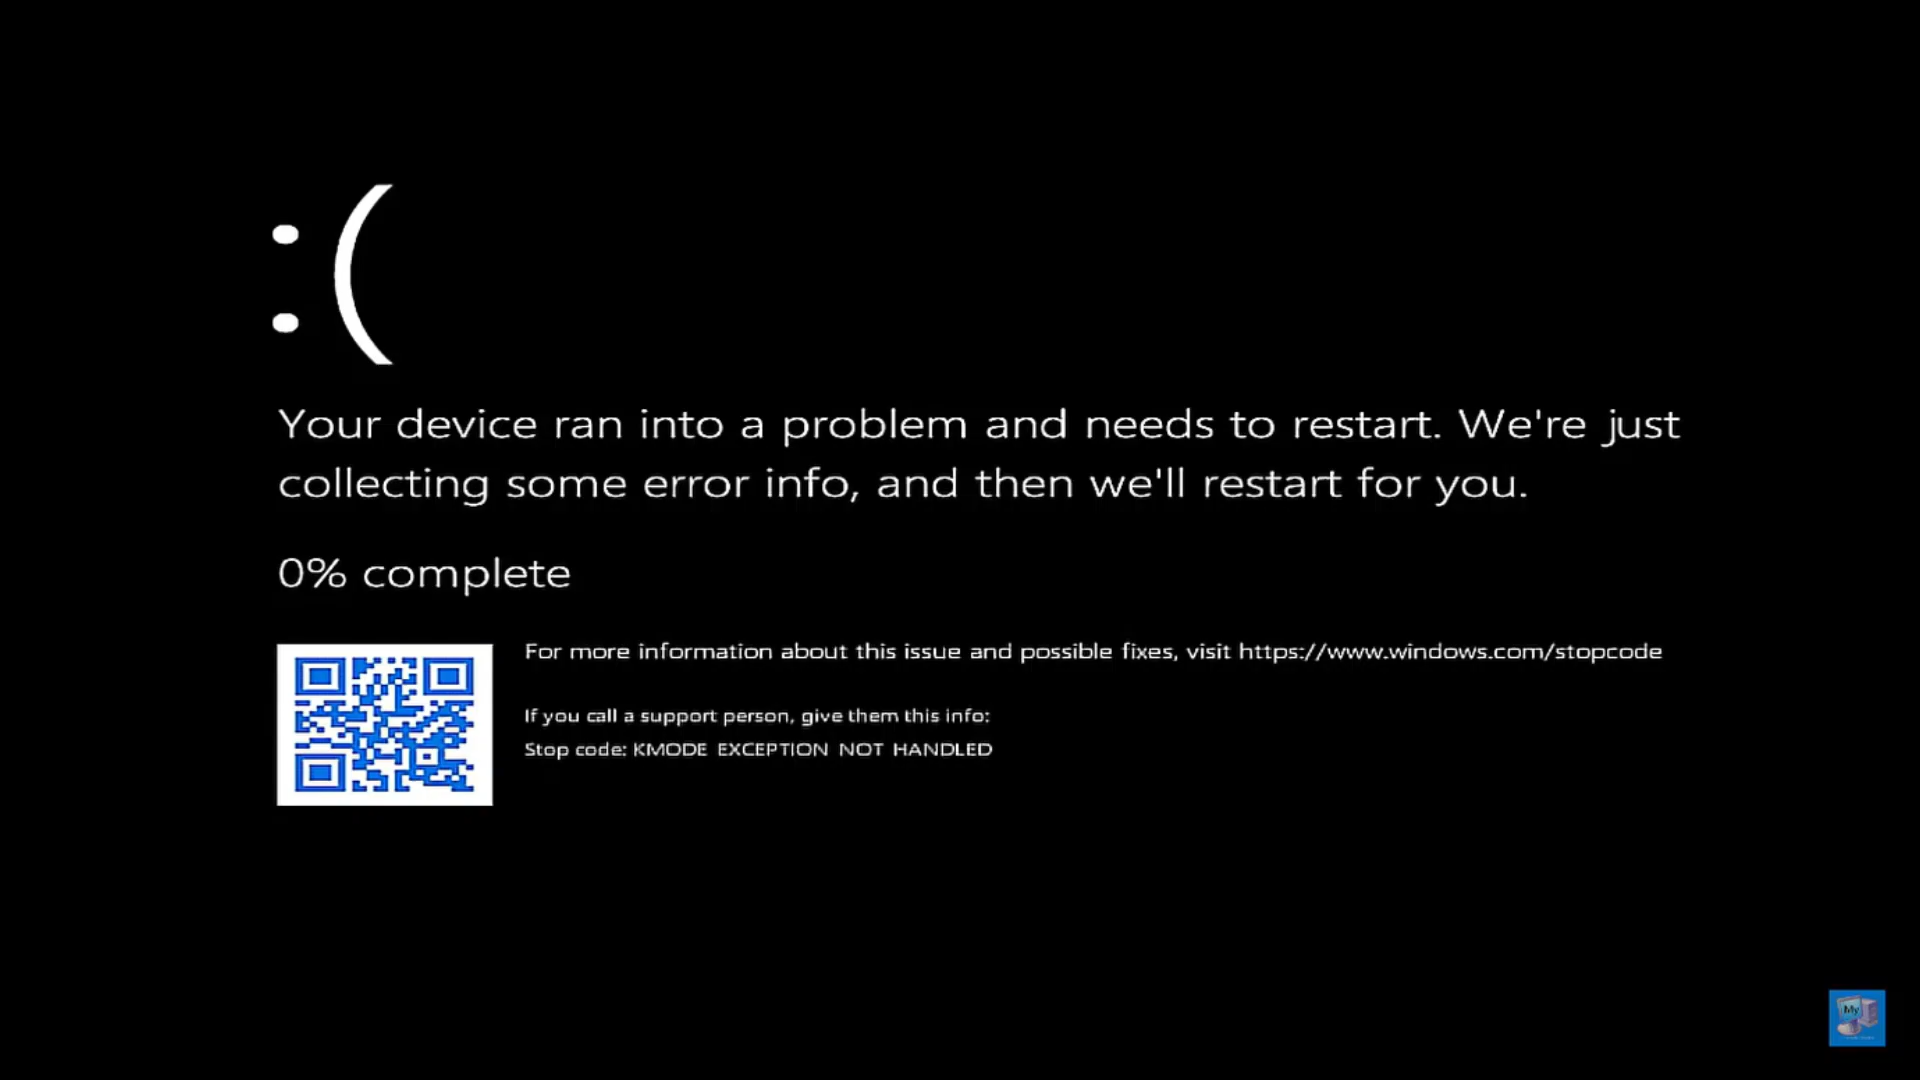 :(
Your device ran into a problem and needs to restart. We're just
collecting some error info, and then we'll restart for you.
0% complete
For more information about this issue and possible fixes, visit https://www.windows.com/stopcode
If you call a support person, give them this info:
Stop code: KMODE EXCEPTION NOT HANDLED
My